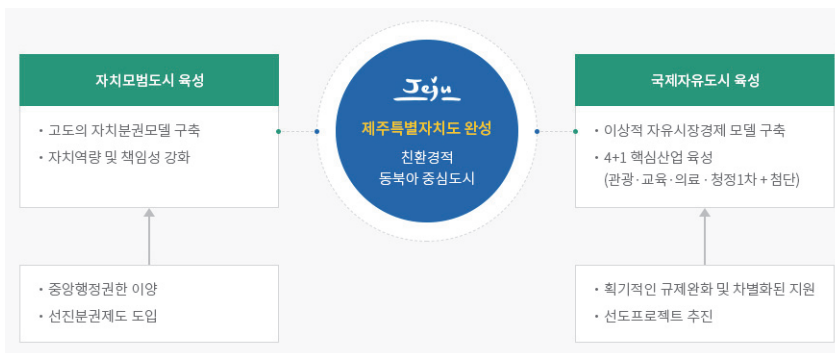 자치모범도시 육성
· 고도의 자치분권모델 구축
· 자치역량 및 책임성 강화
· 중앙행정권한 이양
· 선진분권제도 도입
Jeju
제주특별자치도 완성
친환경적
동북아 중심도시
국제자유도시 육성
· 이상적 자유시장경제 모델 구축
· 4+1 핵심산업 육성
(관광·교육·의료·청정1차 + 첨단)
· 획기적인 규제완화 및 차별화된 지원
· 선도프로젝트 추진